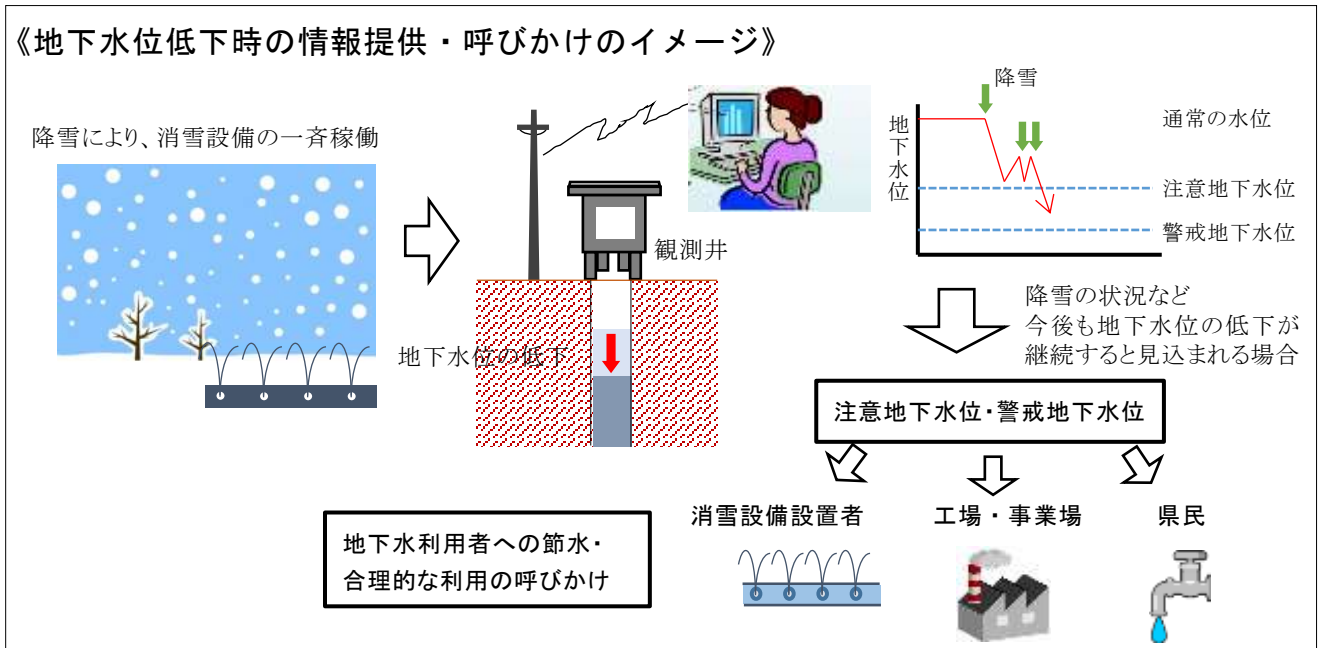 《地下水位低下時の情報提供・呼びかけのイメージ》
降雪により、消雪設備の一斉稼働
観測井
地下水位の低下
降雪
地下水位
通常の水位
注意地下水位
警戒地下水位
降雪の状況など
今後も地下水位の低下が
継続すると見込まれる場合
注意地下水位・警戒地下水位
消雪設備設置者
工場・事業場
県民
地下水利用者への節水・
合理的な利用の呼びかけ